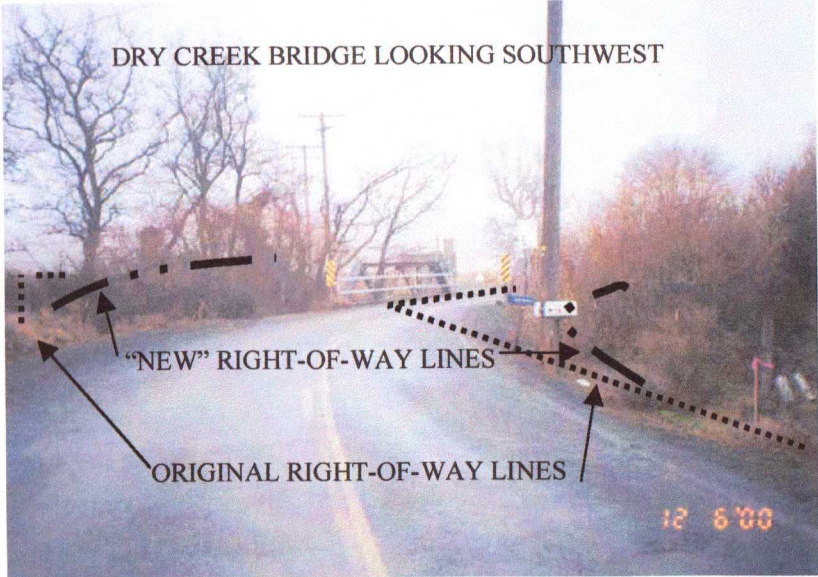 DRY CREEK BRIDGE LOOKING SOUTHWEST
“NEW” RIGHT-OF-WAY LINES
ORIGINAL RIGHT-OF-WAY LINES
12 6'00